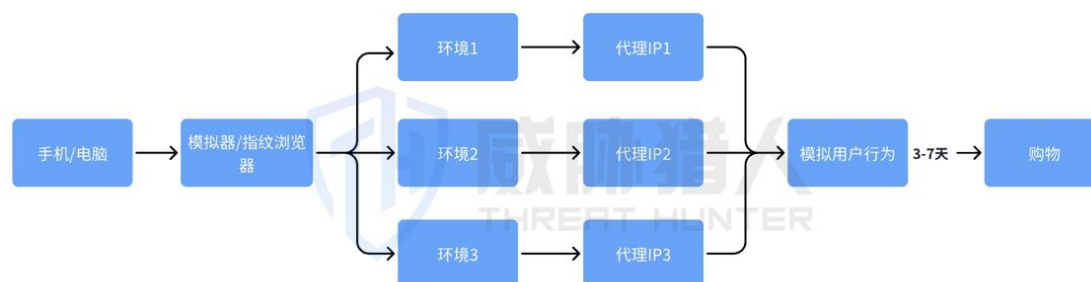 手机/电脑
模拟器/指纹浏览
器
环境1
代理IP1
环境2
代理IP2
环境3
代理IP3
模拟用户行为
3-7天
购物
威胁猎人
THREAT HUNTER